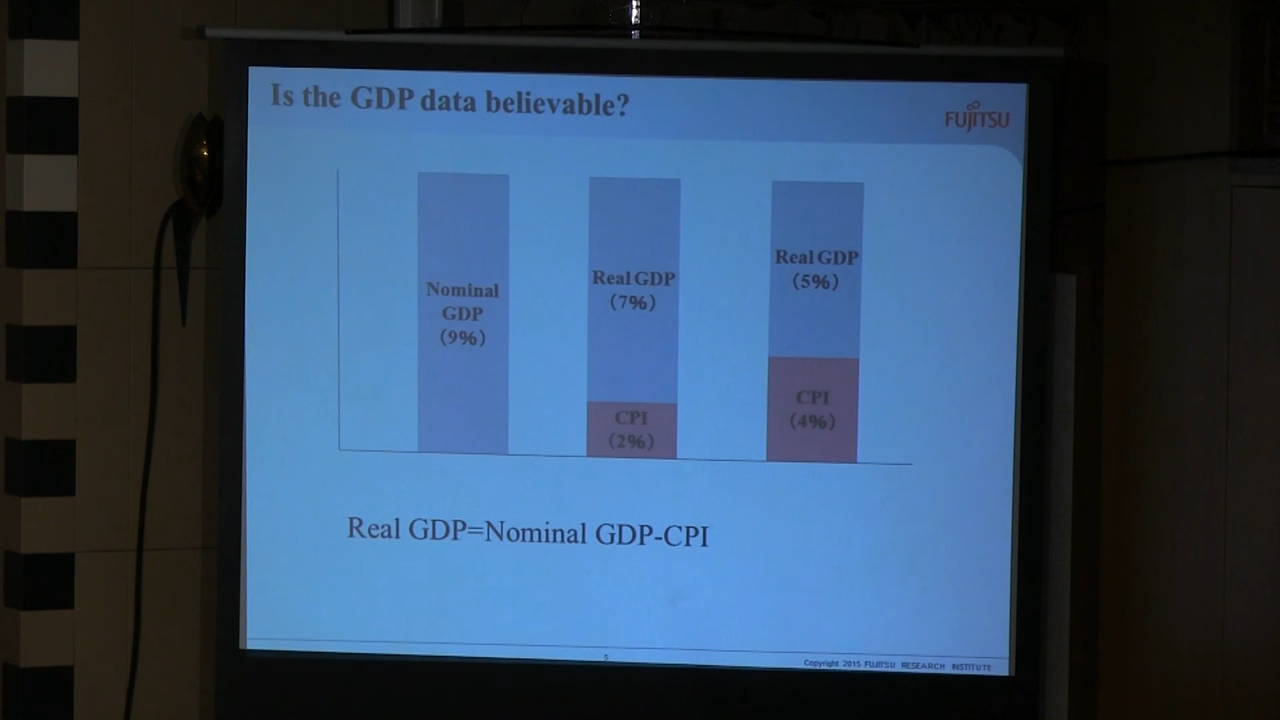 Is the GDP data believable?
FUJITSU
Nominal
GDP
(9%)
Real GDP
(7%)
CPI
(2%)
Real GDP
(5%)
CPI
(4%)
Real GDP=Nominal GDP-CPI
5
Copyright 2015 FUJITSU RESEARCH INSTITUTE